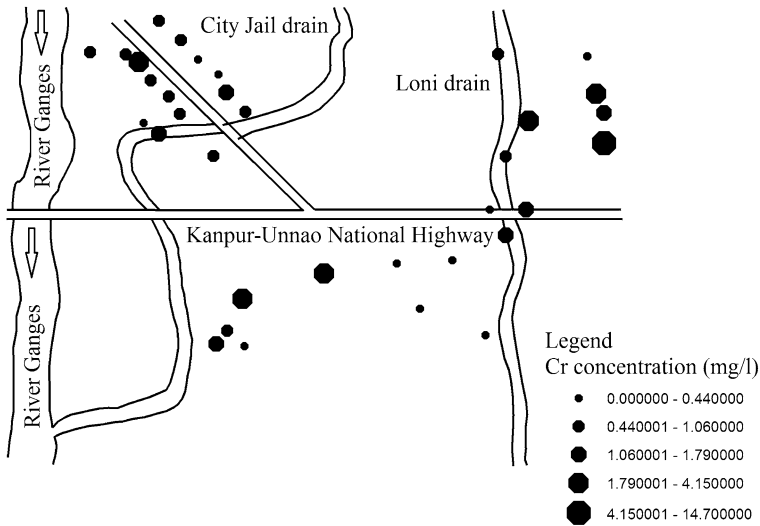 City Jail drain
Loni drain
River Ganges
Kanpur-Unnao National Highway
River Ganges
Legend
Cr concentration (mg/l)
0.000000 - 0.440000
0.440001 - 1.060000
1.060001 - 1.790000
1.790001 - 4.150000
4.150001 - 14.700000